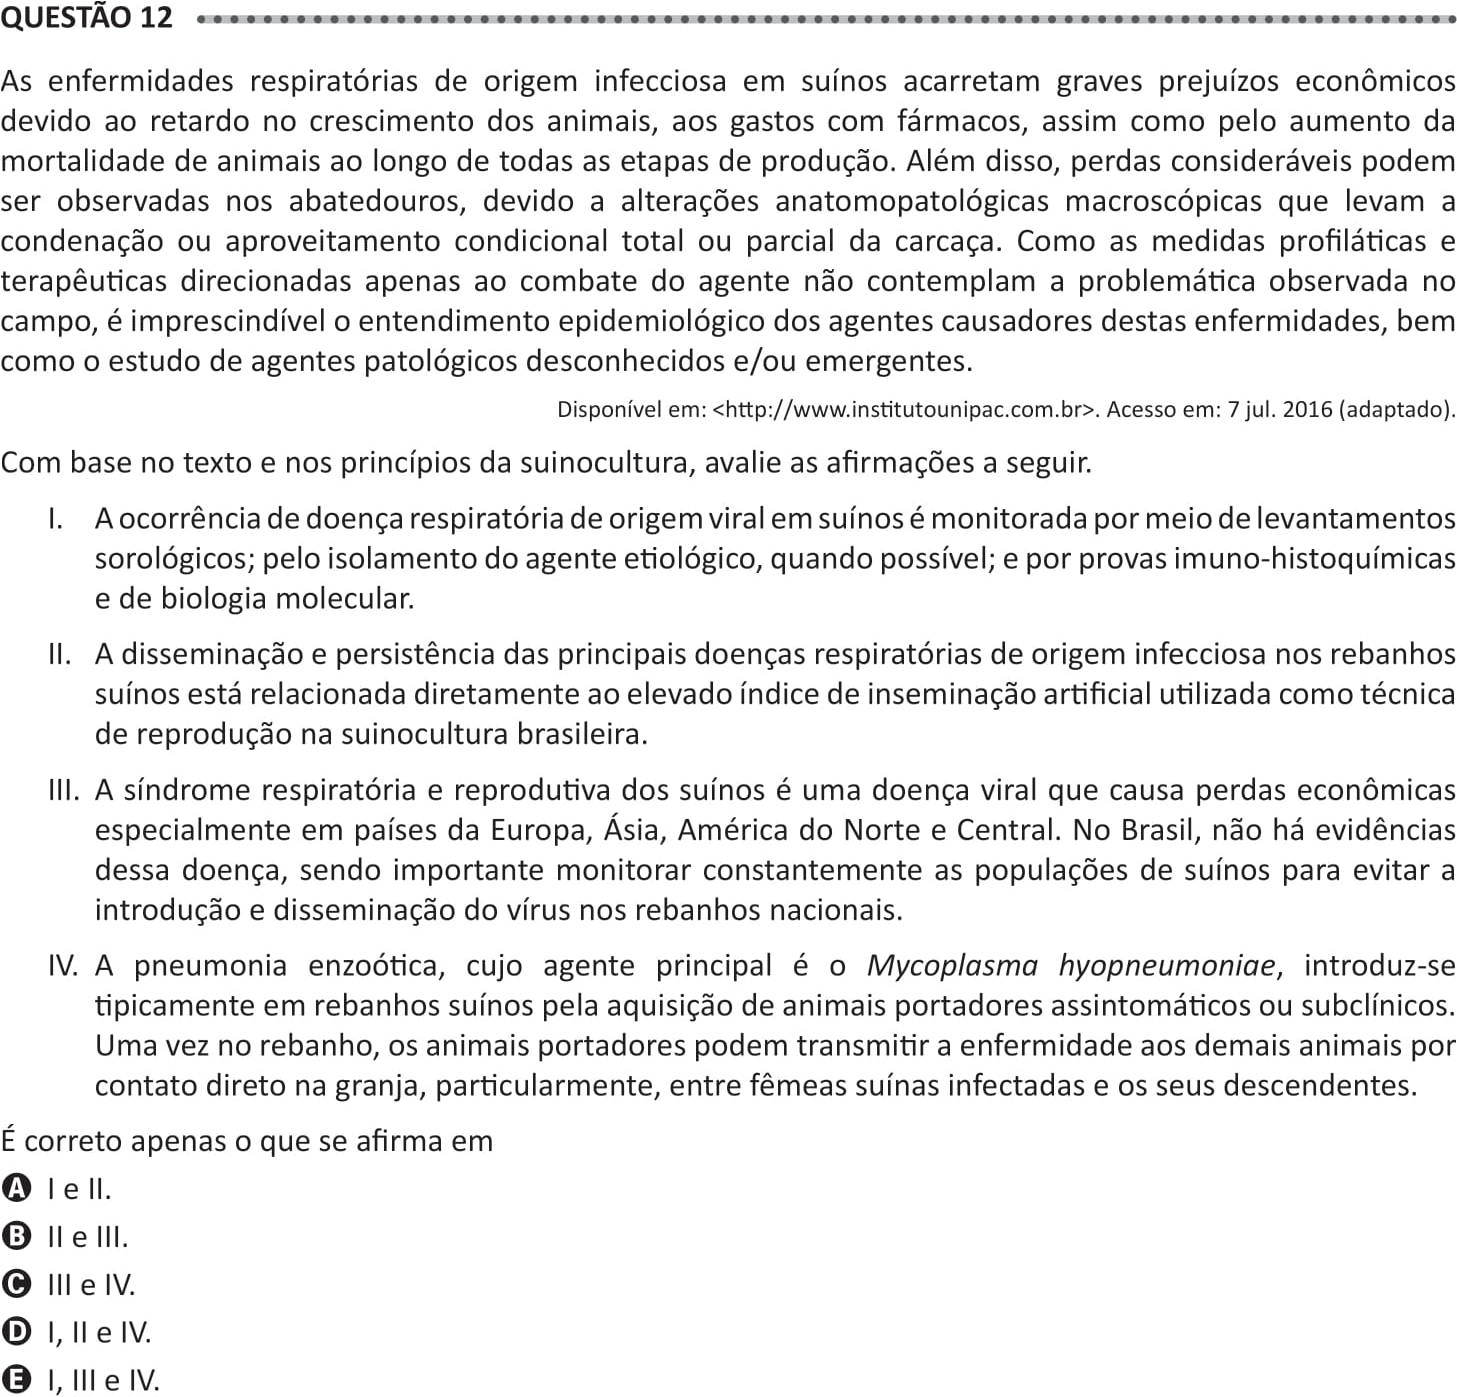 QUESTÃO 12
As enfermidades respiratórias de origem infecciosa em suínos acarretam graves prejuízos econômicos
devido ao retardo no crescimento dos animais, aos gastos com fármacos, assim como pelo aumento da
mortalidade de animais ao longo de todas as etapas de produção. Além disso, perdas consideráveis podem
ser observadas nos abatedouros, devido a alterações anatomopatológicas macroscópicas que levam a
condenação ou aproveitamento condicional total ou parcial da carcaça. Como as medidas profiláticas e
terapêuticas direcionadas apenas ao combate do agente não contemplam a problemática observada no
campo, é imprescindível o entendimento epidemiológico dos agentes causadores destas enfermidades, bem
como o estudo de agentes patológicos desconhecidos e/ou emergentes.
Disponível em: <http://www.institutounipac.com.br>. Acesso em: 7 jul. 2016 (adaptado).
Com base no texto e nos princípios da suinocultura, avalie as afirmações a seguir.
I. A ocorrência de doença respiratória de origem viral em suínos é monitorada por meio de levantamentos
sorológicos; pelo isolamento do agente etiológico, quando possível; e por provas imuno-histoquímicas
e de biologia molecular.
II. A disseminação e persistência das principais doenças respiratórias de origem infecciosa nos rebanhos
suínos está relacionada diretamente ao elevado índice de inseminação artificial utilizada como técnica
de reprodução na suinocultura brasileira.
III. A síndrome respiratória e reprodutiva dos suínos é uma doença viral que causa perdas econômicas
especialmente em países da Europa, Ásia, América do Norte e Central. No Brasil, não há evidências
dessa doença, sendo importante monitorar constantemente as populações de suínos para evitar a
introdução e disseminação do vírus nos rebanhos nacionais.
IV. A pneumonia enzoótica, cujo agente principal é o Mycoplasma hyopneumoniae, introduz-se
tipicamente em rebanhos suínos pela aquisição de animais portadores assintomáticos ou subclínicos.
Uma vez no rebanho, os animais portadores podem transmitir a enfermidade aos demais animais por
contato direto na granja, particularmente, entre fêmeas suínas infectadas e os seus descendentes.
É correto apenas o que se afirma em
A I e II.
B II e III.
C III e IV.
D I, II e IV.
E I, III e IV.